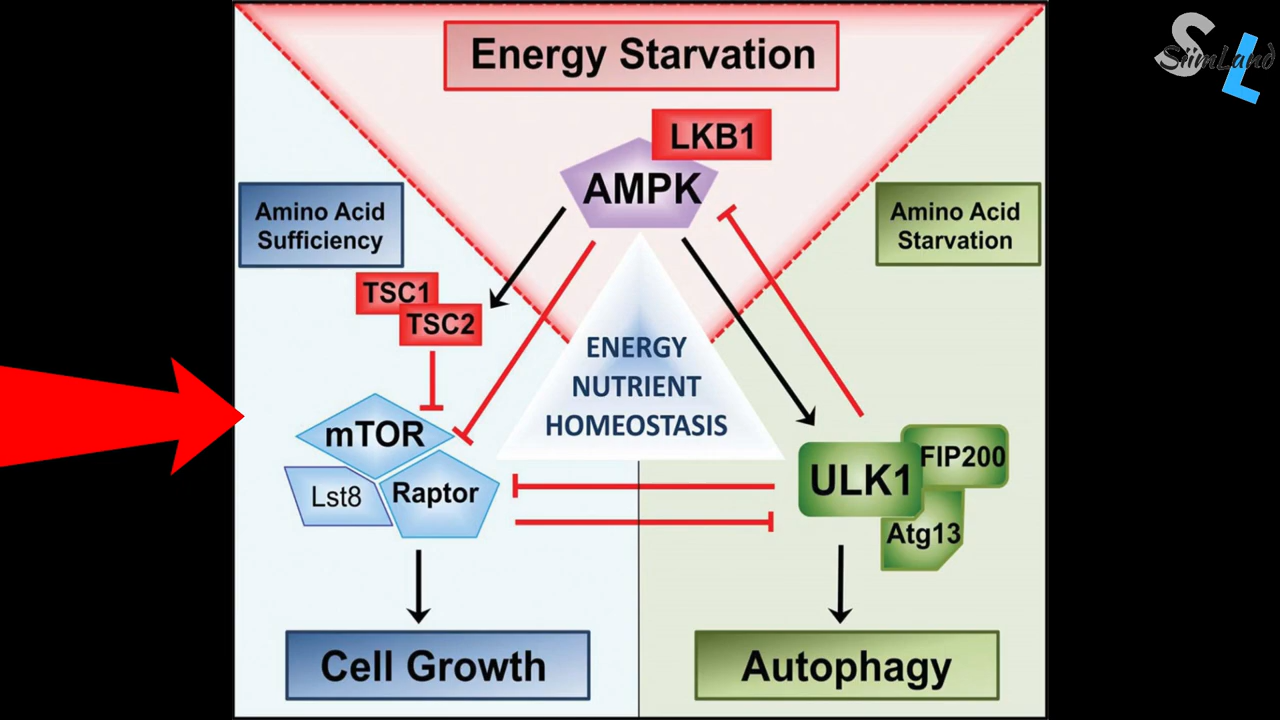 Energy Starvation
SiimLand
LKB1
AMPK
Amino Acid
Sufficiency
Amino Acid
Starvation
TSC1
TSC2
ENERGY
NUTRIENT
HOMEOSTASIS
mTOR
Lst8
Raptor
ULK1
FIP200
Atg13
Cell Growth
Autophagy
SL